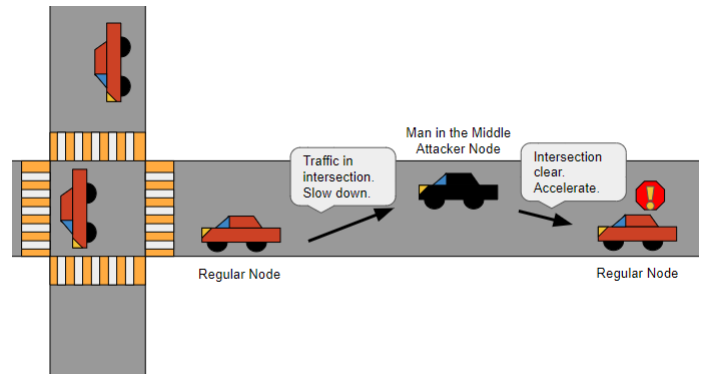 Man in the Middle
Attacker Node
Traffic in
intersection.
Slow down.
Intersection
clear.
Accelerate.
Regular Node
Regular Node